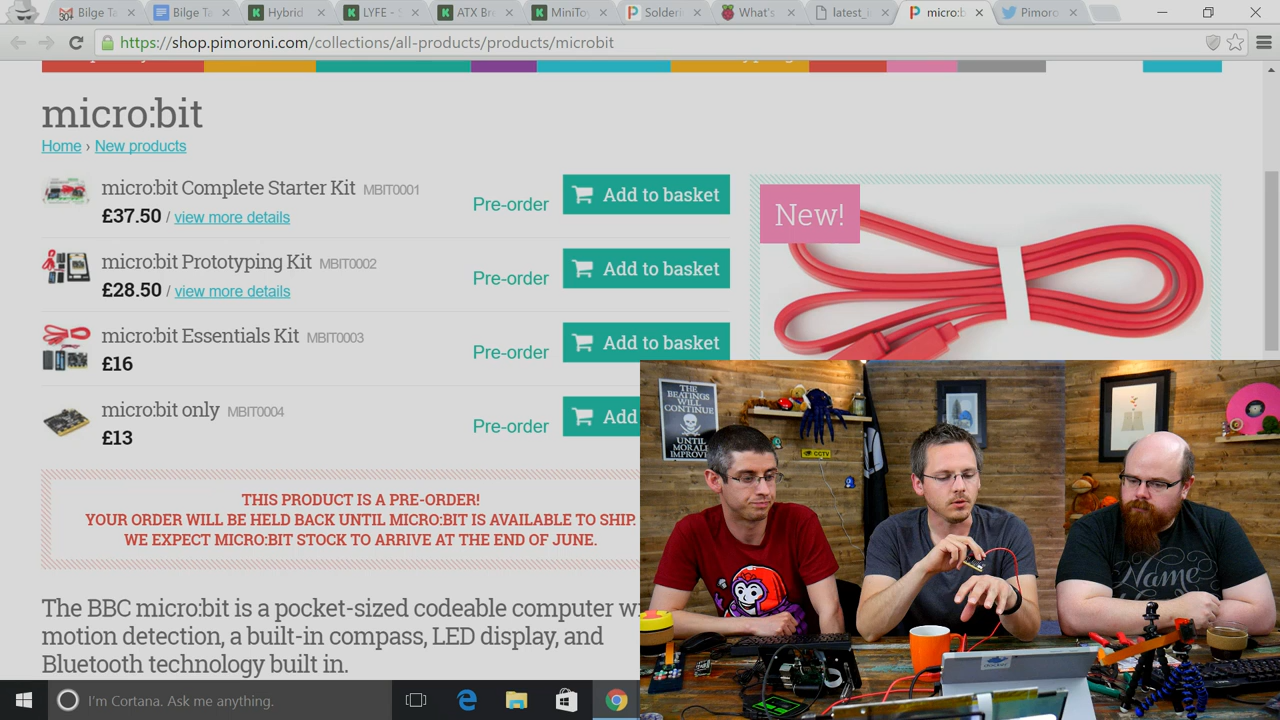 Bilge Ta
Bilge Ta
Hybrid
LYFE - S
ATX Bre
MiniToy
Solderi
What's
latest_i
micro:b
Pimoro
https://shop.pimoroni.com/collections/all-products/products/microbit
micro:bit
Home › New products
micro:bit Complete Starter Kit MBIT0001
£37.50 / view more details
Pre-order
Add to basket
micro:bit Prototyping Kit MBIT0002
£28.50 / view more details
Pre-order
Add to basket
micro:bit Essentials Kit MBIT0003
£16
Pre-order
Add to basket
micro:bit only MBIT0004
£13
Pre-order
Add
New!
THIS PRODUCT IS A PRE-ORDER!
YOUR ORDER WILL BE HELD BACK UNTIL MICRO:BIT IS AVAILABLE TO SHIP.
WE EXPECT MICRO:BIT STOCK TO ARRIVE AT THE END OF JUNE.
The BBC micro:bit is a pocket-sized codeable computer wi
motion detection, a built-in compass, LED display, and
Bluetooth technology built in.
THE
BEATINGS
WILL
CONTINUE
UNTIL
MORALE
IMPROVE
CCTV
Name
docker
I'm Cortana. Ask me anything.